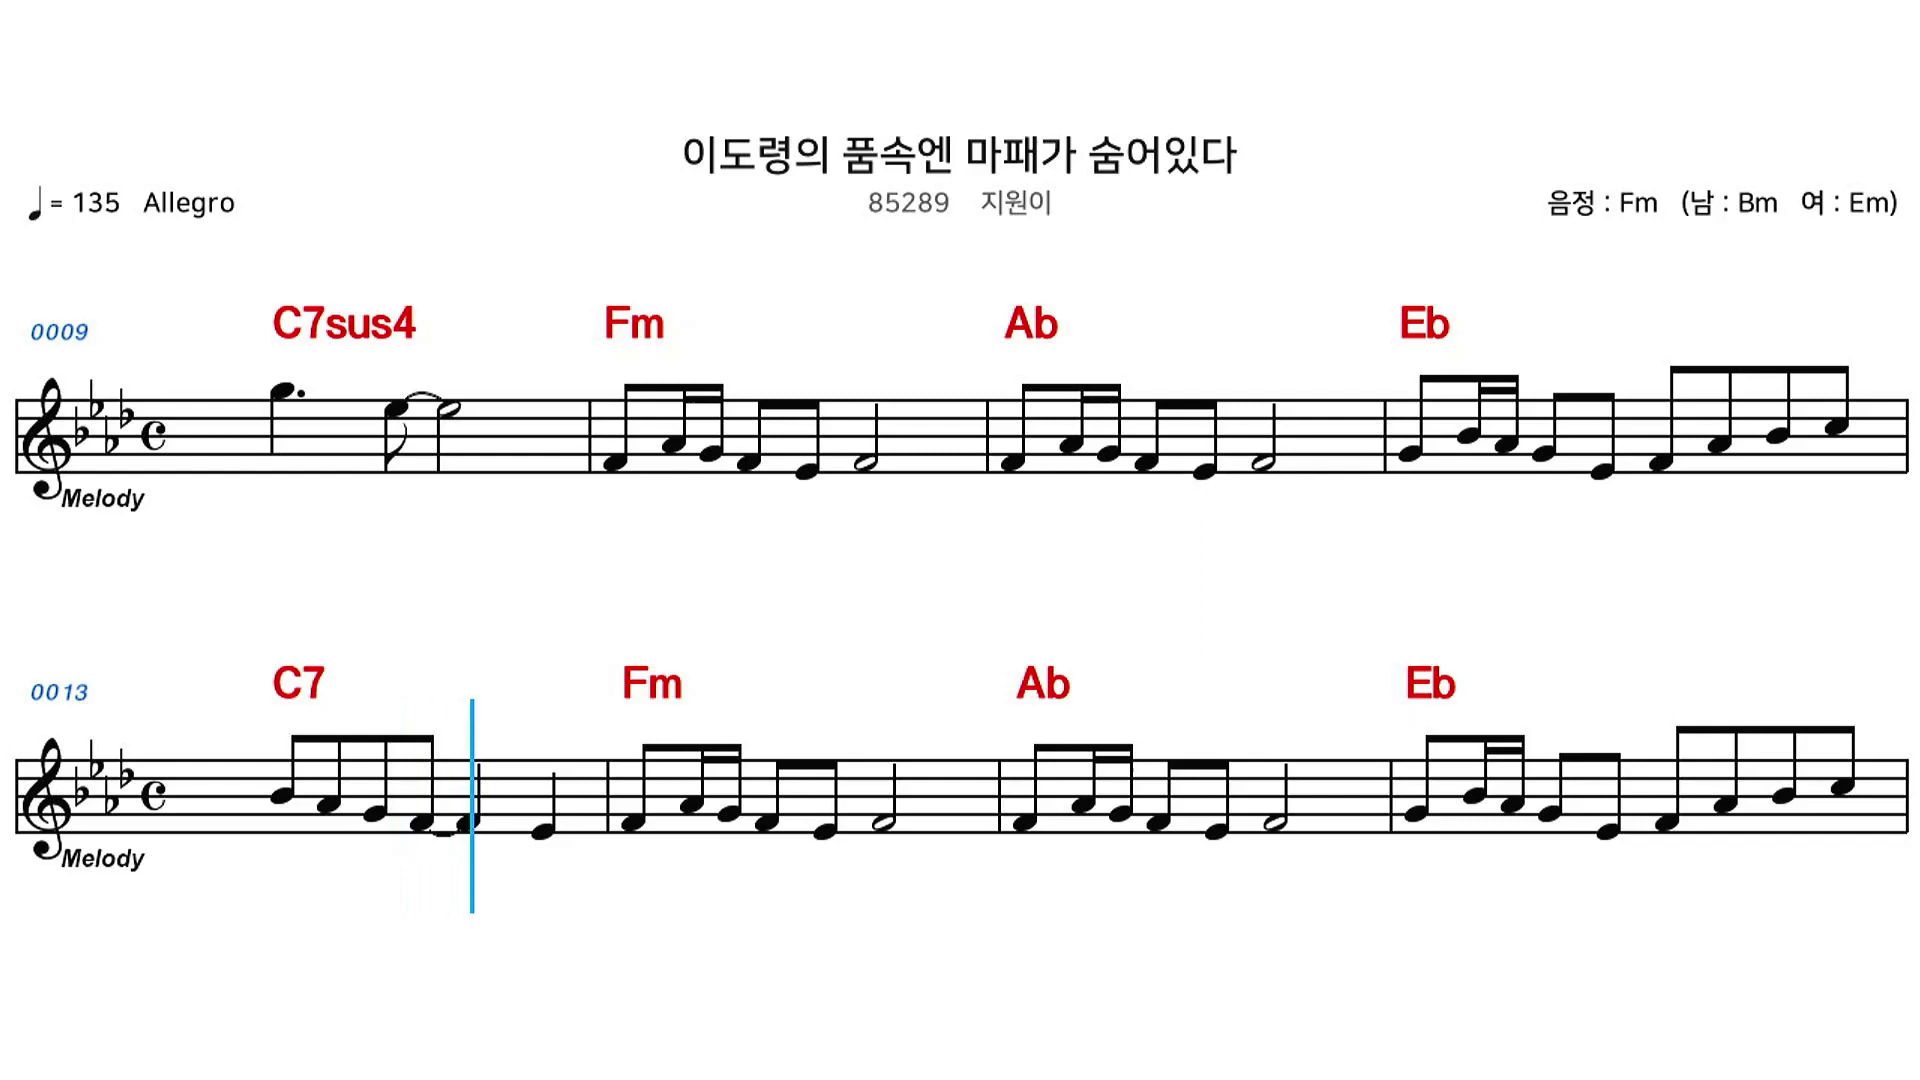 이도령의 품속엔 마패가 숨어있다
= 135 Allegro
85289 지원이
음정 : Fm (남 : Bm 여 : Em)
0009
C7sus4 Fm Ab Eb
Melody
0013
C7 Fm Ab Eb
Melody